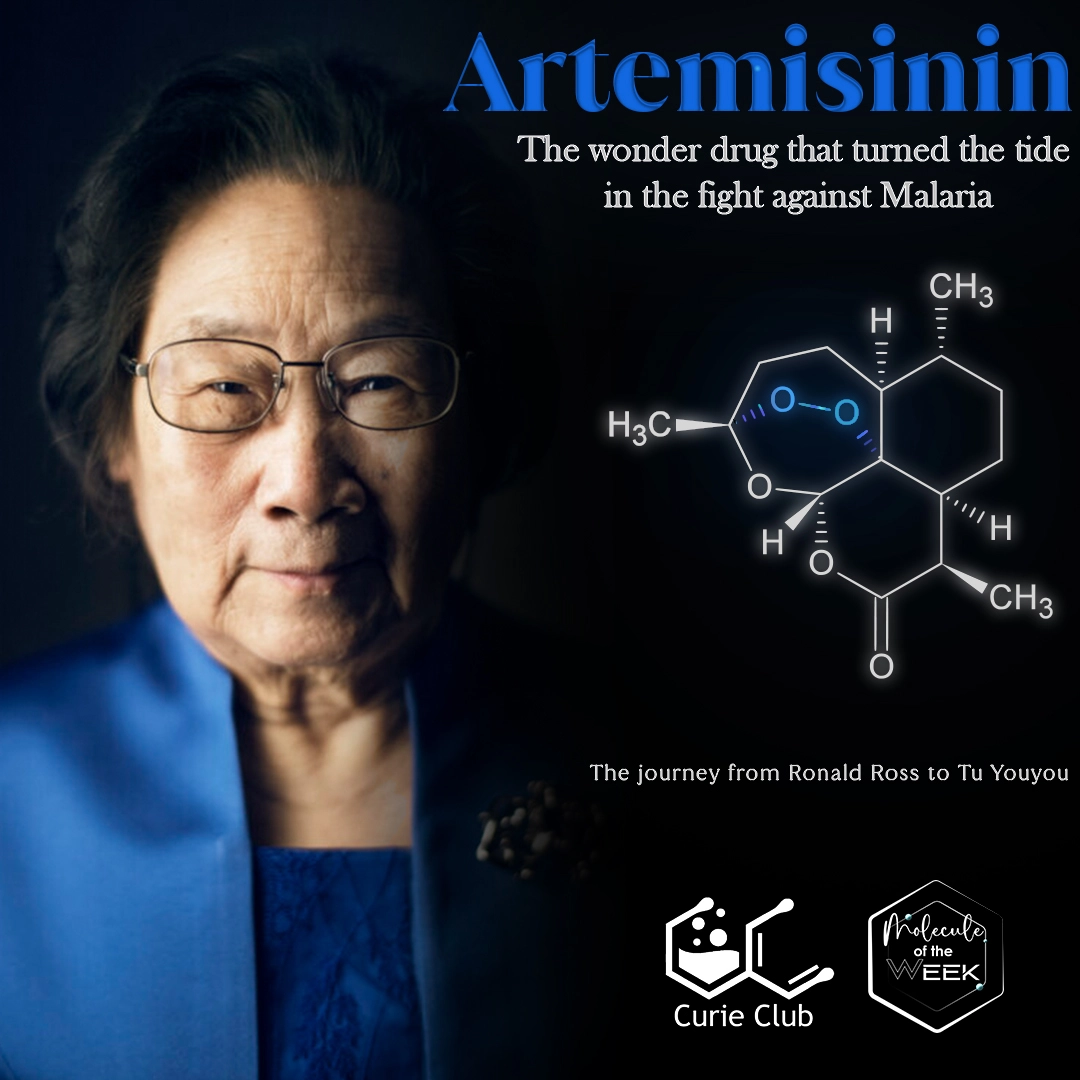 Artemisinin
The wonder drug that turned the tide
in the fight against Malaria
CH3
H
O
O
H3C
O
H
H
O
CH3
O
The journey from Ronald Ross to Tu Youyou
Molecule
of the
WEEK
Curie Club